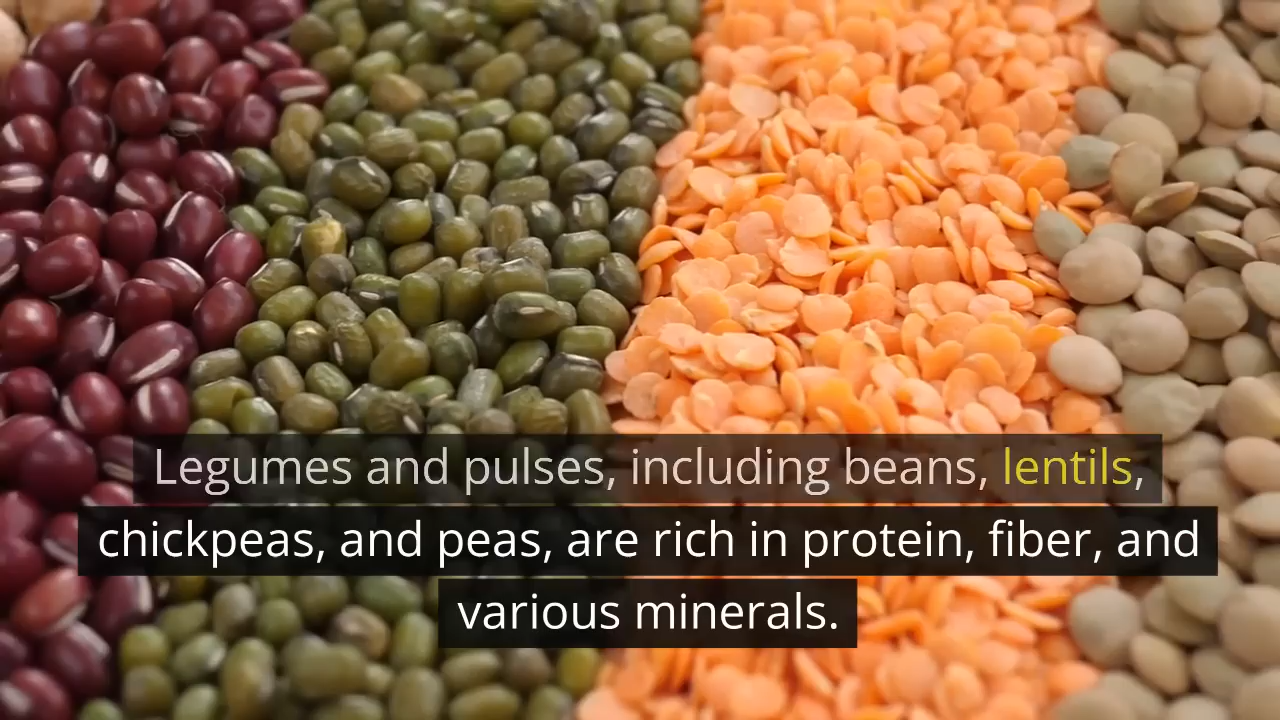 Legumes and pulses, including beans, lentils,
chickpeas, and peas, are rich in protein, fiber, and
various minerals.